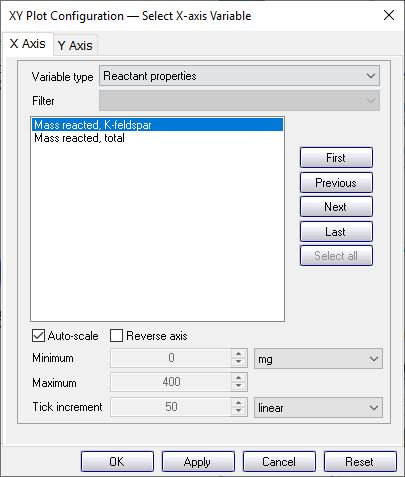 XY Plot Configuration — Select X-axis Variable
X Axis
Y Axis
Variable type
Reactant properties
Filter
Mass reacted, K-feldspar
Mass reacted, total
First
Previous
Next
Last
Select all
Auto-scale
Reverse axis
Minimum
0
mg
Maximum
400
Tick increment
50
linear
OK
Apply
Cancel
Reset